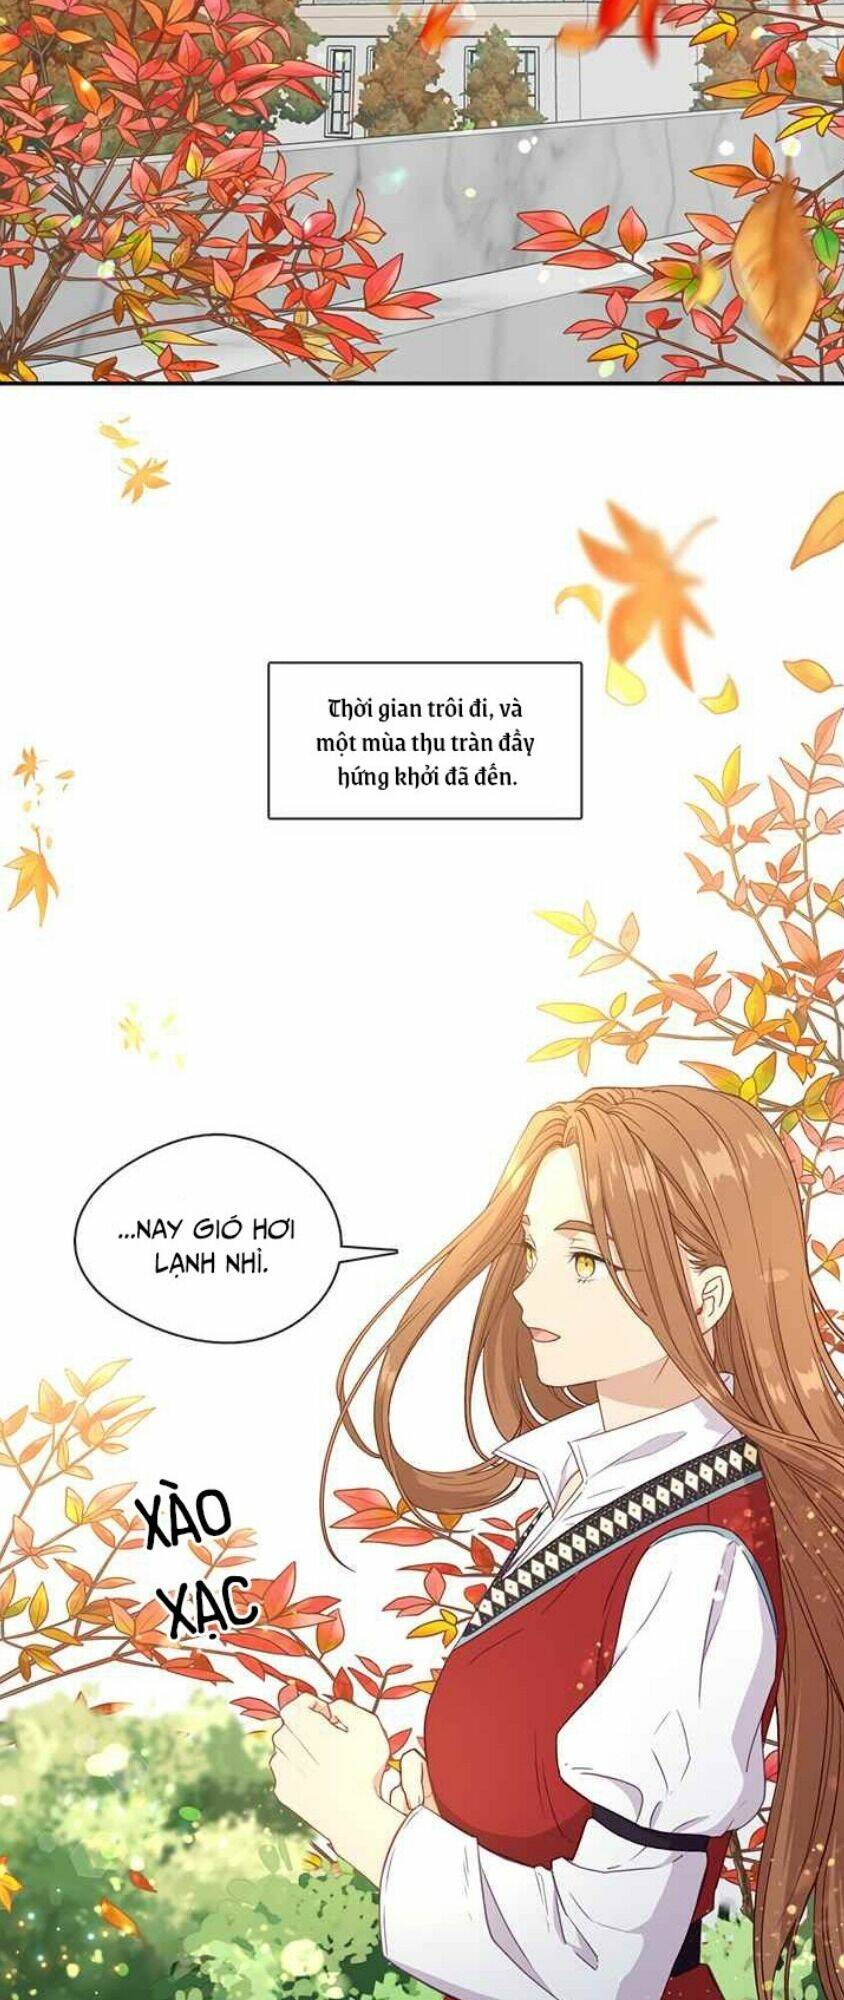 Thời gian trôi đi, và
một mùa thu tràn đầy
hứng khởi đã đến.
...NAY GIÓ HƠI
LẠNH NHỈ.
XÀO
XẠC